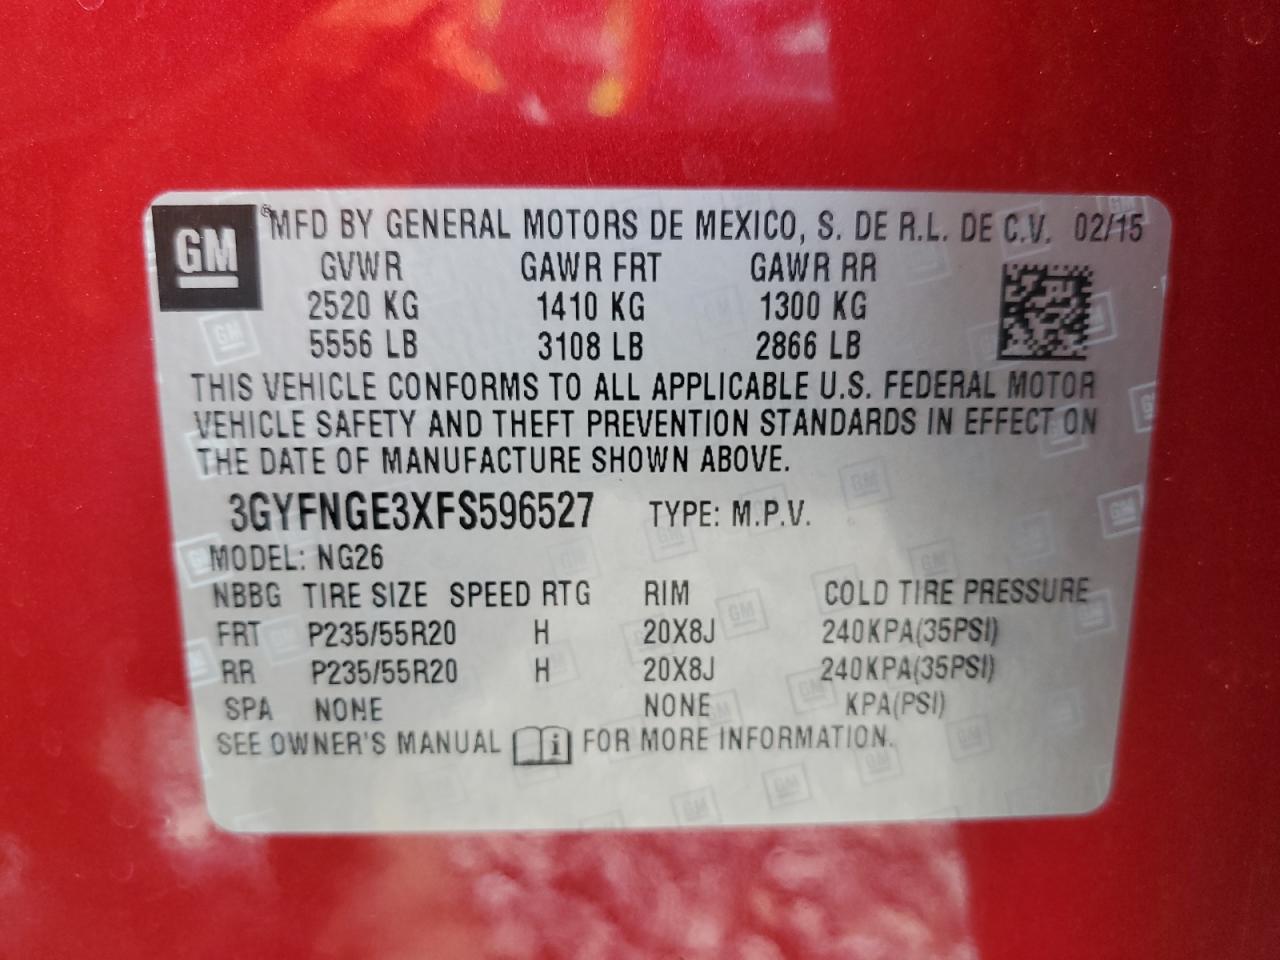 GM ® MFD BY GENERAL MOTORS DE MEXICO, S. DE R.L. DE C.V. 02/15
GVWR GAWR FRT GAWR RR
2520 KG 1410 KG 1300 KG
5556 LB 3108 LB 2866 LB
THIS VEHICLE CONFORMS TO ALL APPLICABLE U.S. FEDERAL MOTOR
VEHICLE SAFETY AND THEFT PREVENTION STANDARDS IN EFFECT ON
THE DATE OF MANUFACTURE SHOWN ABOVE.
3GYFNGE3XFS596527 TYPE: M.P.V.
MODEL: NG26
NBBG TIRE SIZE SPEED RTG RIM COLD TIRE PRESSURE
FRT P235/55R20 H 20X8J 240KPA(35PSI)
RR P235/55R20 H 20X8J 240KPA(35PSI)
SPA NONE NONE KPA(PSI)
SEE OWNER'S MANUAL i FOR MORE INFORMATION.